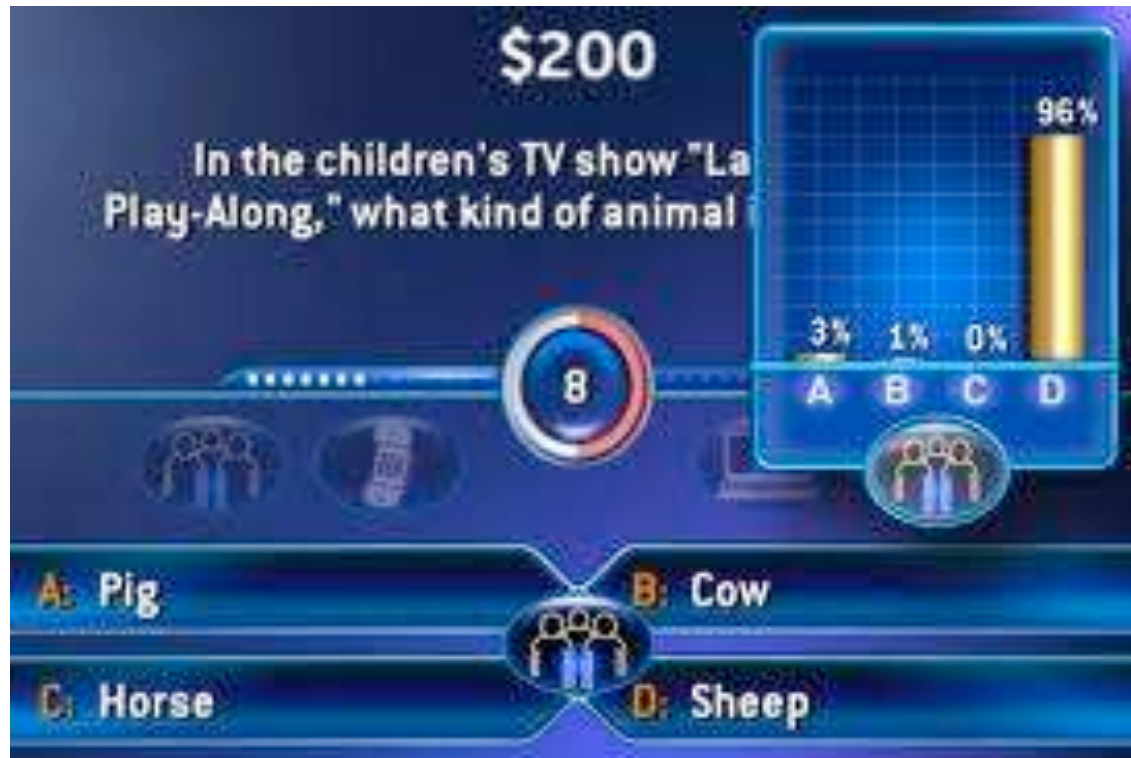 $200
In the children's TV show "La
Play-Along," what kind of animal
96%
3%
1%
0%
A
B
C
D
8
A: Pig
B: Cow
C: Horse
D: Sheep